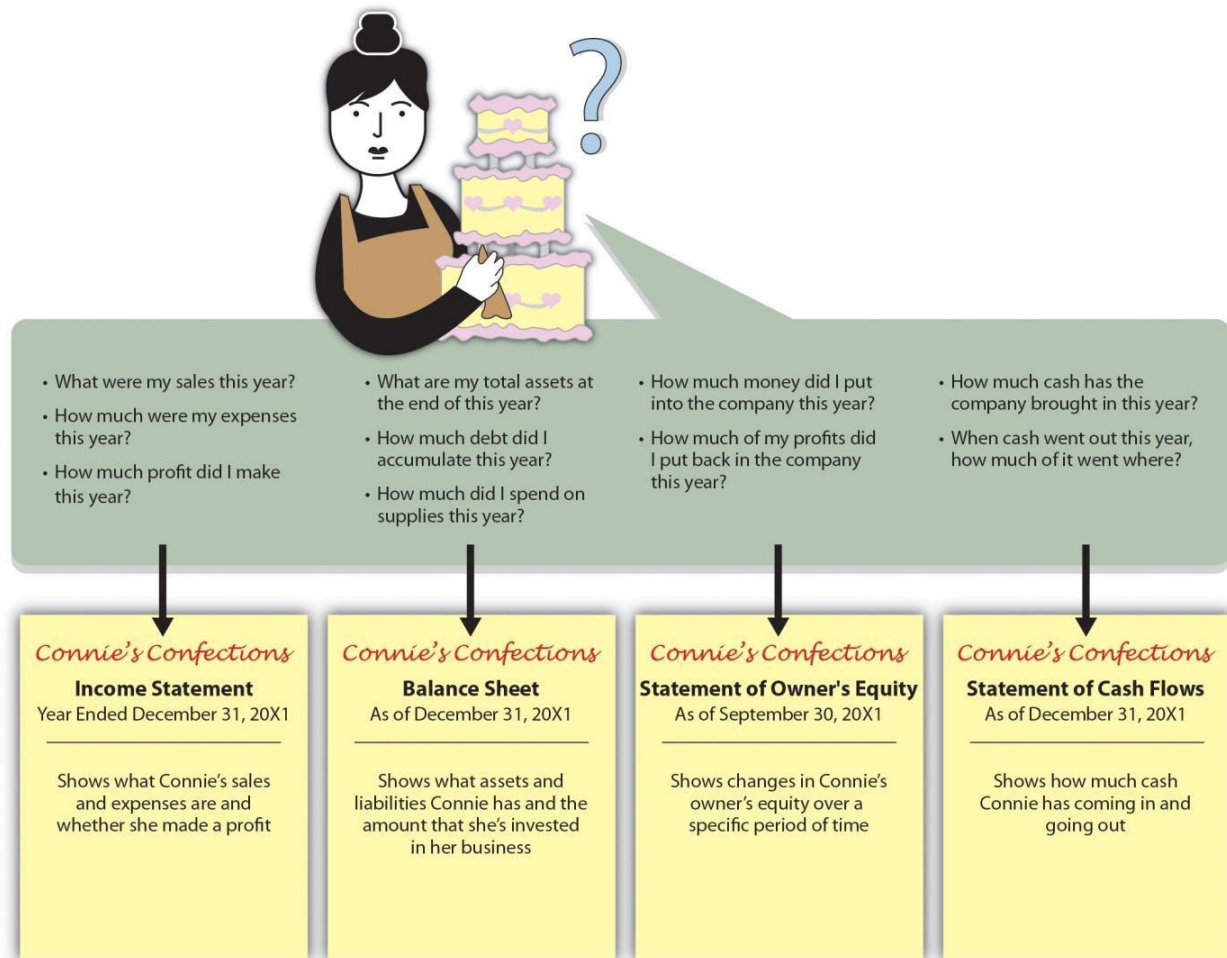 ?
• What were my sales this year?
• How much were my expenses
this year?
• How much profit did I make
this year?
• What are my total assets at
the end of this year?
• How much debt did I
accumulate this year?
• How much did I spend on
supplies this year?
• How much money did I put
into the company this year?
• How much of my profits did
I put back in the company
this year?
• How much cash has the
company brought in this year?
• When cash went out this year,
how much of it went where?
Connie's Confections
Income Statement
Year Ended December 31, 20X1
Shows what Connie's sales
and expenses are and
whether she made a profit
Connie's Confections
Balance Sheet
As of December 31, 20X1
Shows what assets and
liabilities Connie has and the
amount that she's invested
in her business
Connie's Confections
Statement of Owner's Equity
As of September 30, 20X1
Shows changes in Connie's
owner's equity over a
specific period of time
Connie's Confections
Statement of Cash Flows
As of December 31, 20X1
Shows how much cash
Connie has coming in and
going out